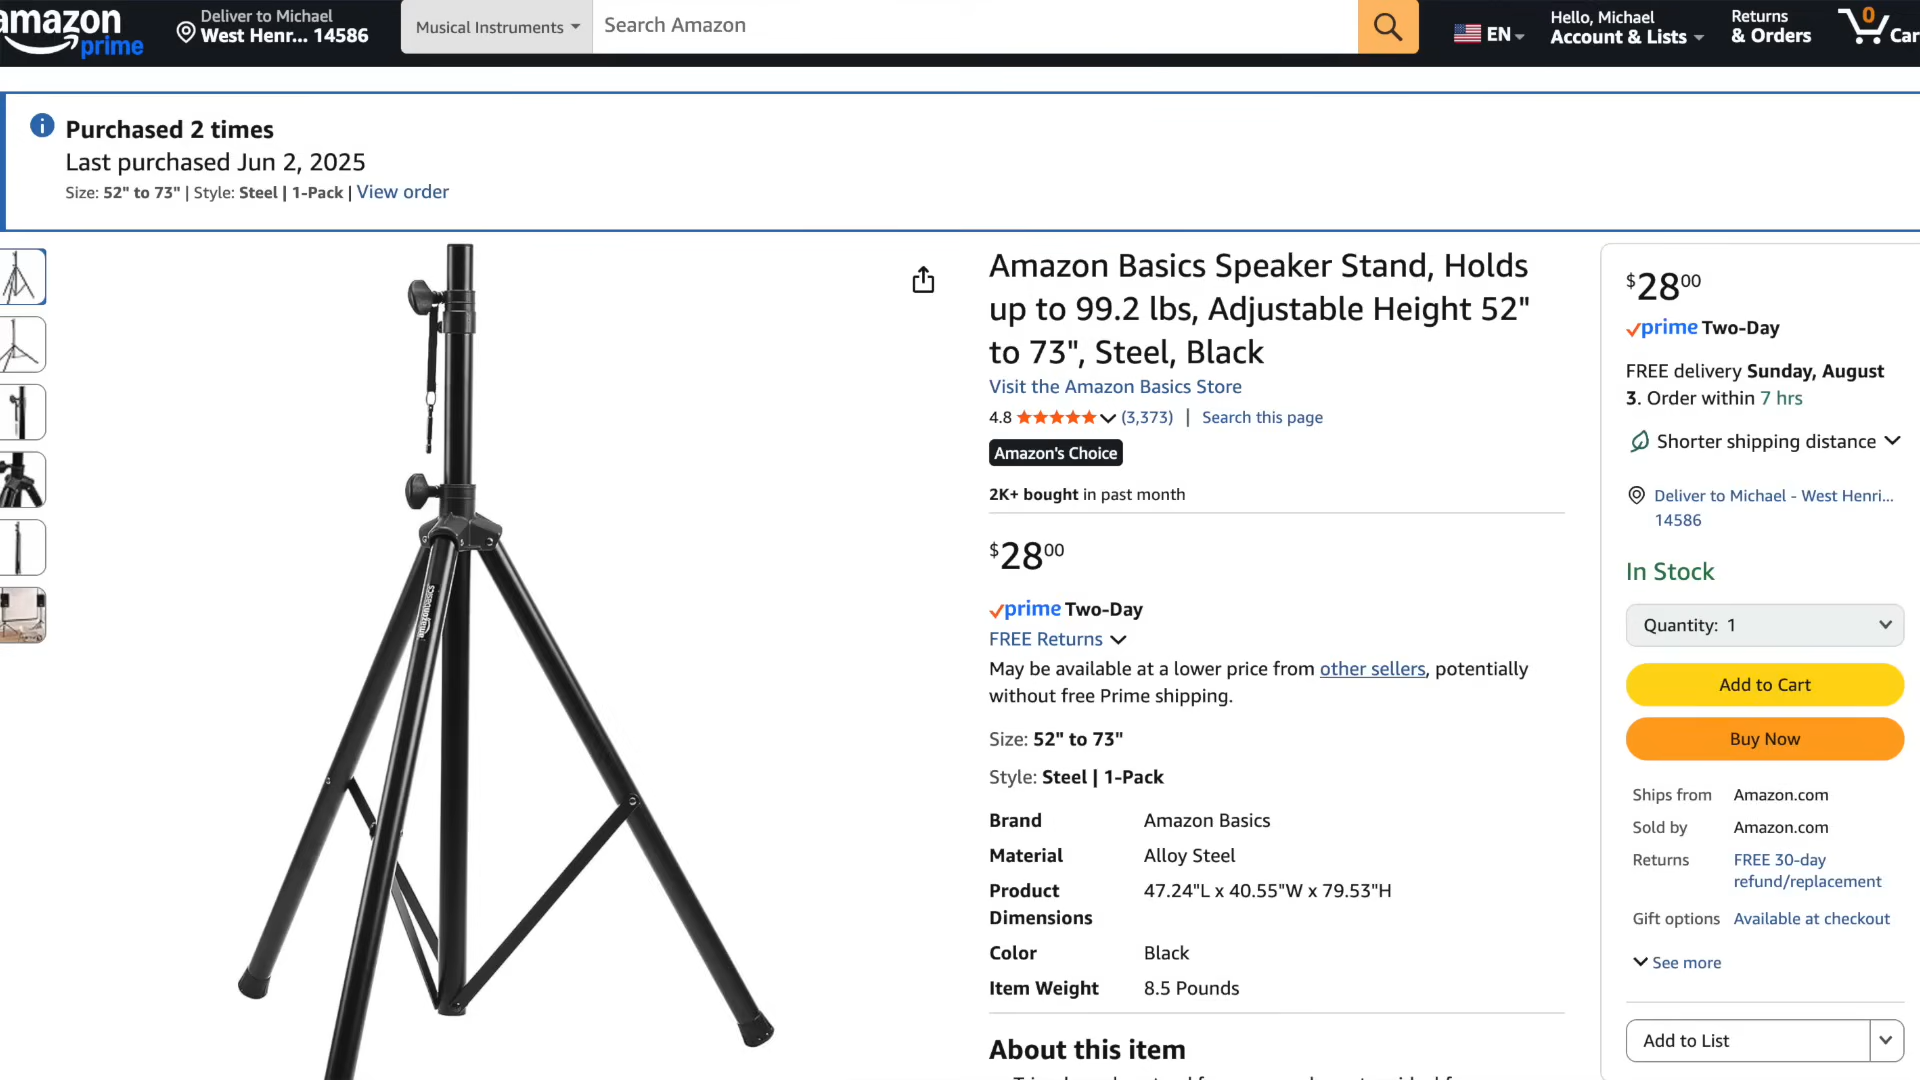 amazon
prime
Deliver to Michael
West Henr... 14586
Musical Instruments
Search Amazon
EN
Hello, Michael
Account & Lists
Returns
& Orders
0
Purchased 2 times
Last purchased Jun 2, 2025
Size: 52" to 73" | Style: Steel | 1-Pack | View order
amazonbasics
Amazon Basics Speaker Stand, Holds
up to 99.2 lbs, Adjustable Height 52"
to 73", Steel, Black
Visit the Amazon Basics Store
4.8 (3,373) | Search this page
Amazon's Choice
2K+ bought in past month
$28 00
prime Two-Day
FREE Returns
May be available at a lower price from other sellers, potentially
without free Prime shipping.
Size: 52" to 73"
Style: Steel | 1-Pack
Brand Amazon Basics
Material Alloy Steel
Product Dimensions 47.24"L x 40.55"W x 79.53"H
Color Black
Item Weight 8.5 Pounds
About this item
$28 00
prime Two-Day
FREE delivery Sunday, August
3. Order within 7 hrs
Shorter shipping distance
Deliver to Michael - West Henri...
14586
In Stock
Quantity: 1
Add to Cart
Buy Now
Ships from Amazon.com
Sold by Amazon.com
Returns FREE 30-day
refund/replacement
Gift options Available at checkout
See more
Add to List